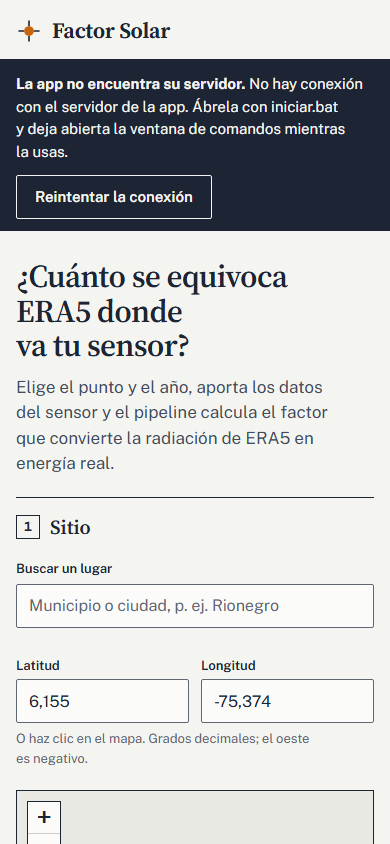 Factor Solar
La app no encuentra su servidor. No hay conexión
con el servidor de la app. Ábrela con iniciar.bat
y deja abierta la ventana de comandos mientras
la usas.
Reintentar la conexión
¿Cuánto se equivoca
ERA5 donde
va tu sensor?
Elige el punto y el año, aporta los datos
del sensor y el pipeline calcula el factor
que convierte la radiación de ERA5 en
energía real.
1 Sitio
Buscar un lugar
Municipio o ciudad, p. ej. Rionegro
Latitud Longitud
6,155 -75,374
O haz clic en el mapa. Grados decimales; el oeste
es negativo.
+